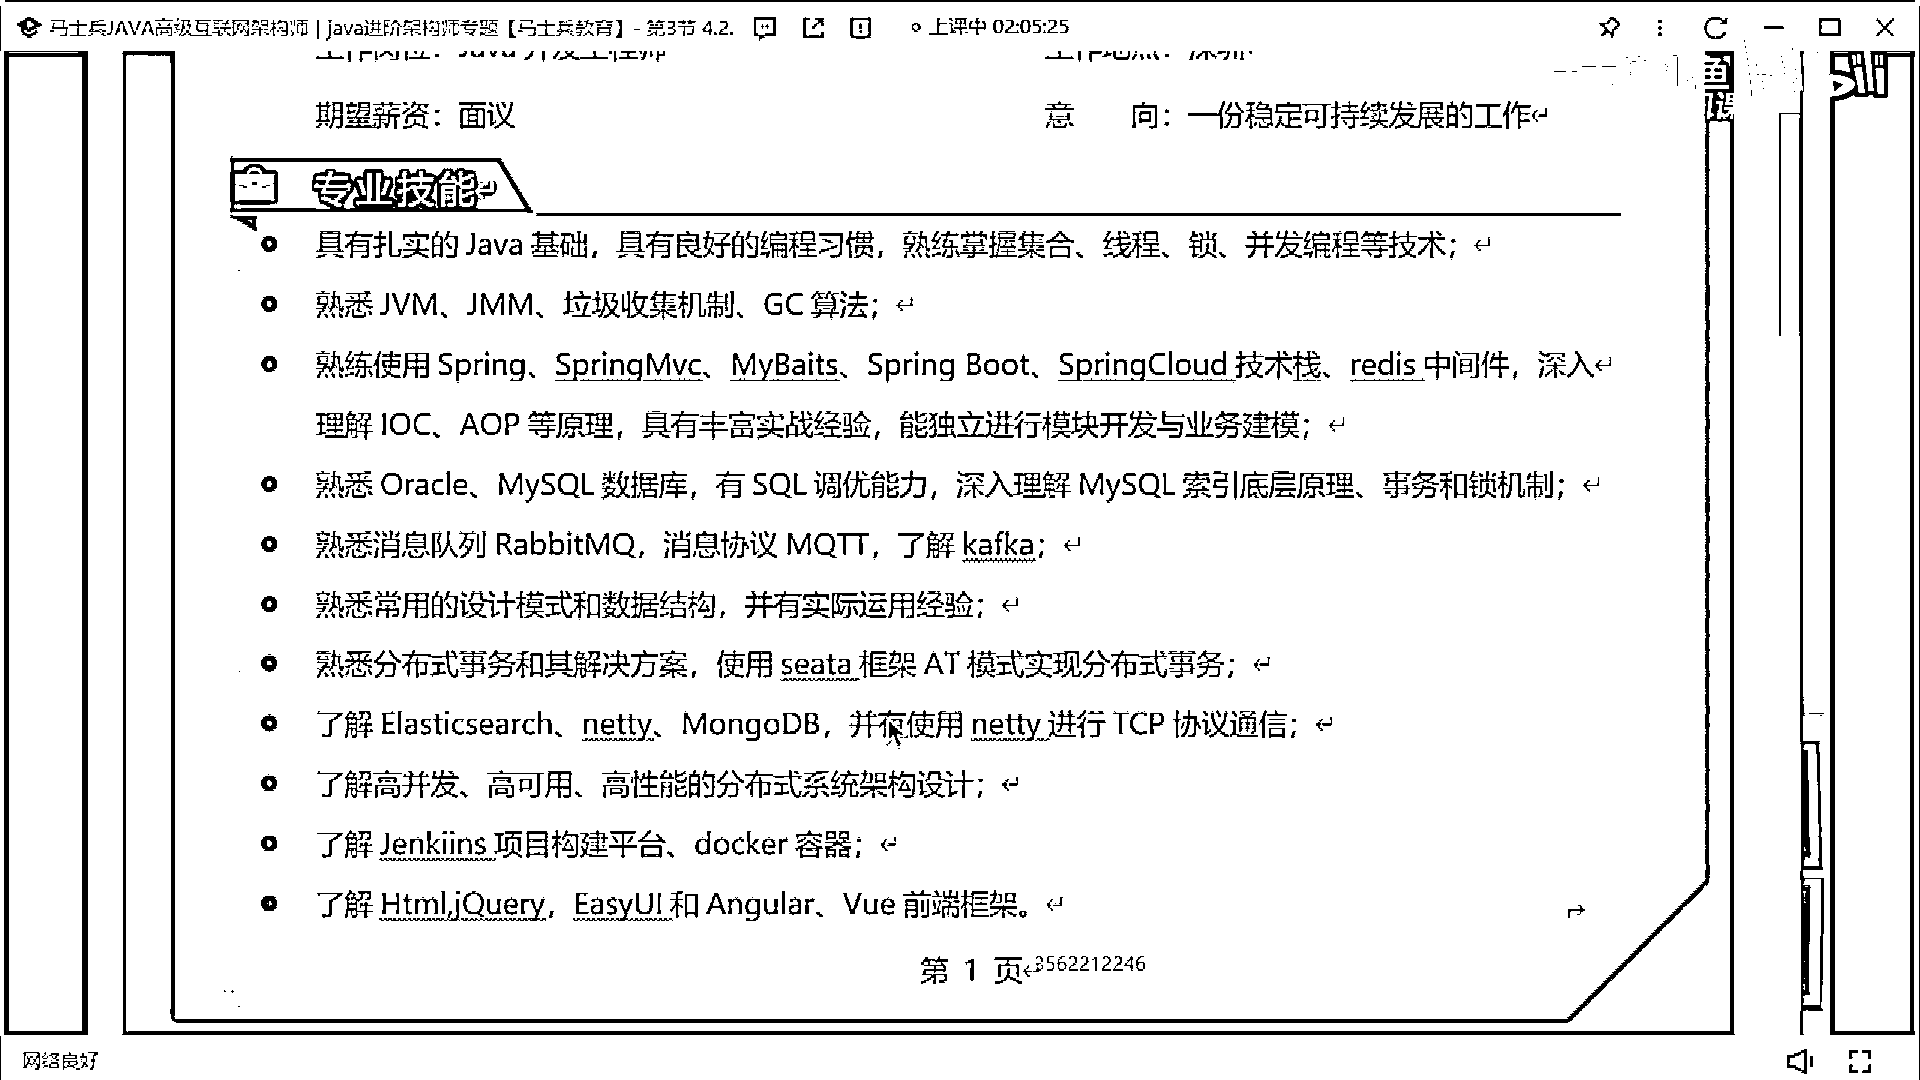 马士兵JAVA高级互联网架构师 | java进阶架构师专题【马士兵教育】- 第3节 4.2. 上课中 02:05:25
工作岗位：Java 开发工程师 工作地点：深圳
期望薪资：面议 意 向：一份稳定可持续发展的工作
专业技能
具有扎实的 Java 基础，具有良好的编程习惯，熟练掌握集合、线程、锁、并发编程等技术；
熟悉 JVM、JMM、垃圾收集机制、GC 算法；
熟练使用 Spring、SpringMvc、MyBaits、Spring Boot、SpringCloud 技术栈、redis 中间件，深入
理解 IOC、AOP 等原理，具有丰富实战经验，能独立进行模块开发与业务建模；
熟悉 Oracle、MySQL 数据库，有 SQL 调优能力，深入理解 MySQL 索引底层原理、事务和锁机制；
熟悉消息队列 RabbitMQ，消息协议 MQTT，了解 kafka；
熟悉常用的设计模式和数据结构，并有实际运用经验；
熟悉分布式事务和其解决方案，使用 seata 框架 AT 模式实现分布式事务；
了解 Elasticsearch、netty、MongoDB，并有使用 netty 进行 TCP 协议通信；
了解高并发、高可用、高性能的分布式系统架构设计；
了解 Jenkiins 项目构建平台、docker 容器；
了解 Html,jQuery，EasyUI 和 Angular、Vue 前端框架。
第 1 页 3562212246
网络良好